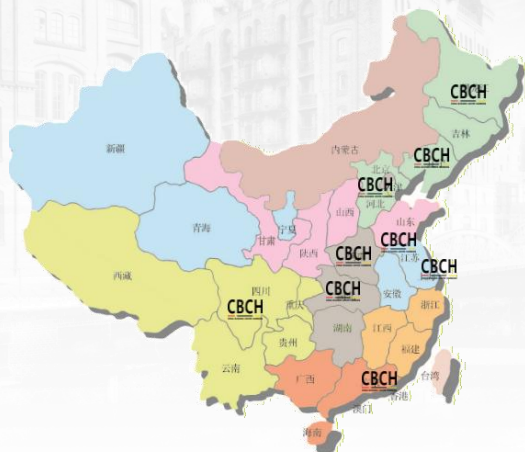 CBCH
吉林
新疆
内蒙古
CBCH
北京
CBCH
河北
宁夏
山西
山东
青海
甘肃
陕西
CBCH
CBCH
江苏
CBCH
西藏
四川
CBCH
安徽
重庆
CBCH
浙江
湖南
江西
贵州
福建
云南
广西
CBCH
台湾
香港
澳门
海南